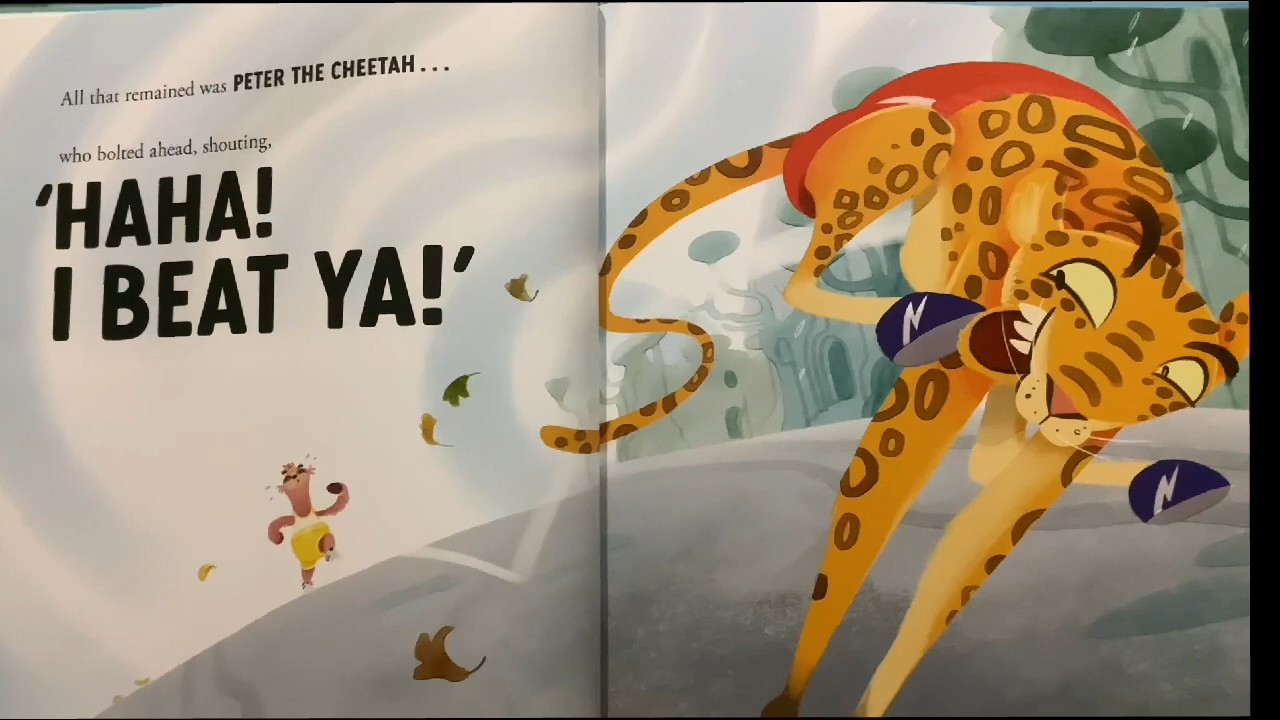 All that remained was PETER THE CHEETAH...
who bolted ahead, shouting,
‘HAHA!
I BEAT YA!’